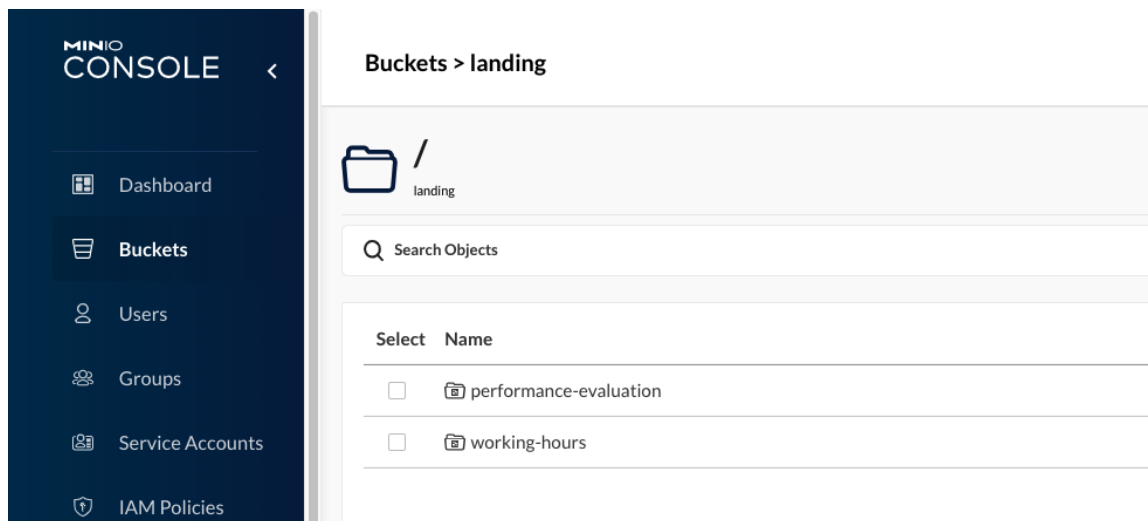 MINIO
CONSOLE
Dashboard
Buckets
Users
Groups
Service Accounts
IAM Policies
Buckets > landing
/
landing
Search Objects
Select Name
performance-evaluation
working-hours